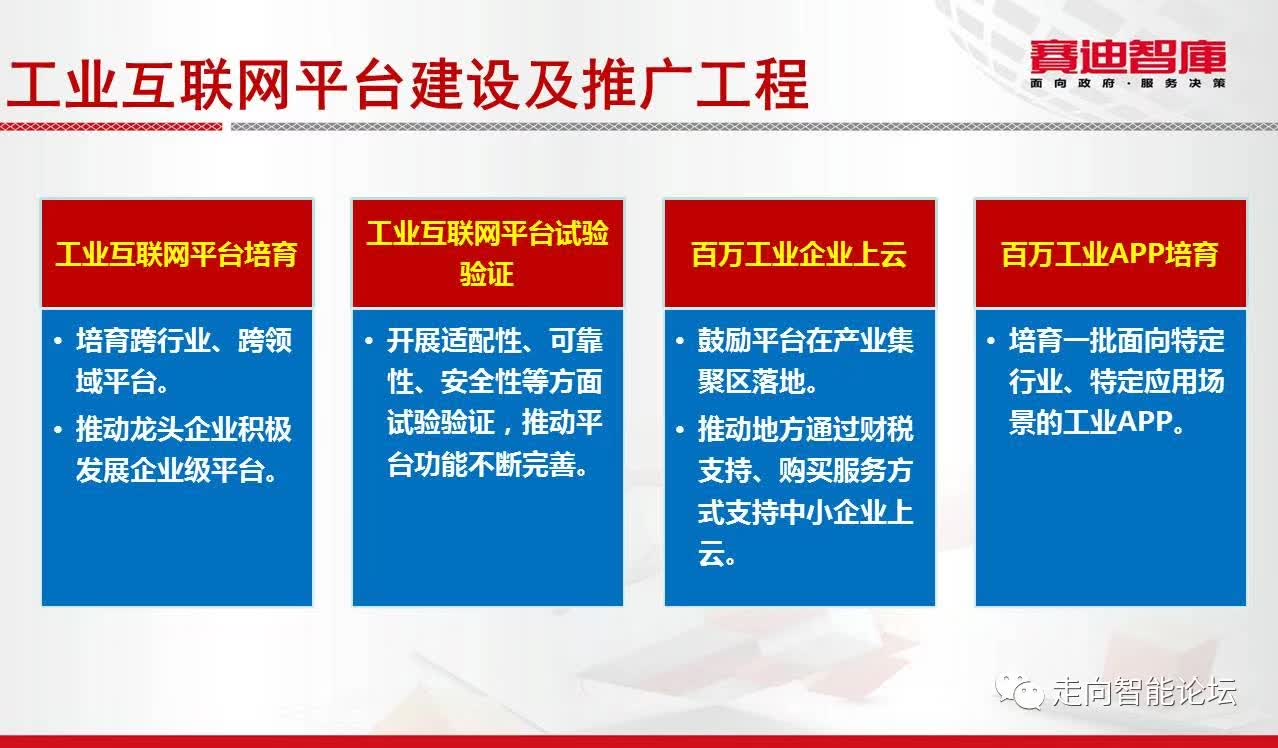 工业互联网平台建设及推广工程
赛迪智庫
面向政府·服务决策
工业互联网平台培育
• 培育跨行业、跨领
域平台。
• 推动龙头企业积极
发展企业级平台。
工业互联网平台试验
验证
• 开展适配性、可靠
性、安全性等方面
试验验证，推动平
台功能不断完善。
百万工业企业上云
• 鼓励平台在产业集
聚区落地。
• 推动地方通过财税
支持、购买服务方
式支持中小企业上
云。
百万工业APP培育
• 培育一批面向特定
行业、特定应用场
景的工业APP。
走向智能论坛